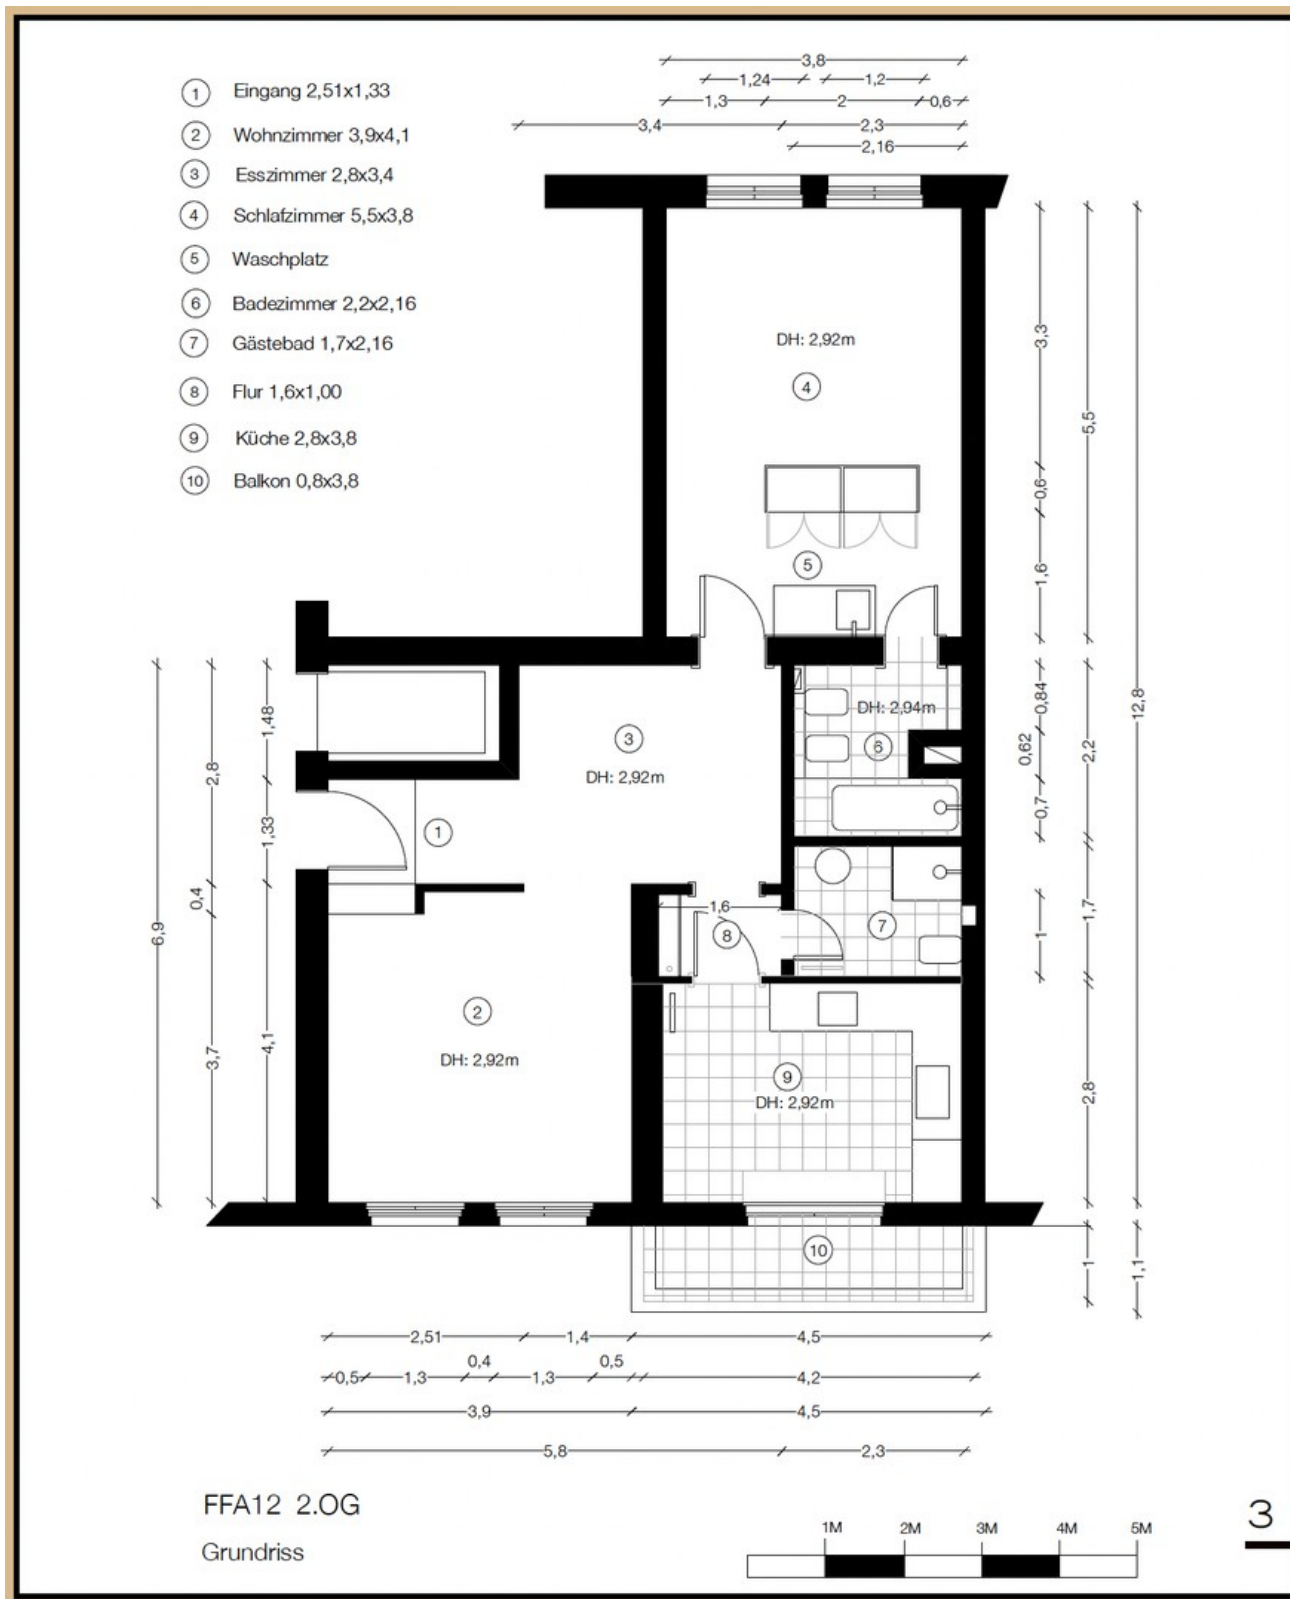 ① Eingang 2,51x1,33
② Wohnzimmer 3,9x4,1
③ Esszimmer 2,8x3,4
④ Schlafzimmer 5,5x3,8
⑤ Waschplatz
⑥ Badezimmer 2,2x2,16
⑦ Gästebad 1,7x2,16
⑧ Flur 1,6x1,00
⑨ Küche 2,8x3,8
⑩ Balkon 0,8x3,8
3,8
1,24 1,2
1,3 2 0,6
3,4 2,3
2,16
DH: 2,92m
4
5
3
DH: 2,92m
DH: 2,94m
6
1
1,6
8
7
2
DH: 2,92m
9
DH: 2,92m
10
3,3
0,6
1,6
5,5
12,8
0,84
0,62
0,7
2,2
1
1,7
2,8
1
1,1
1,48
1,33
4,1
2,8
0,4
3,7
6,9
2,51 1,4 4,5
0,5 1,3 0,4 1,3 0,5 4,2
3,9 4,5
5,8 2,3
FFA12 2.OG
Grundriss
1M 2M 3M 4M 5M
3